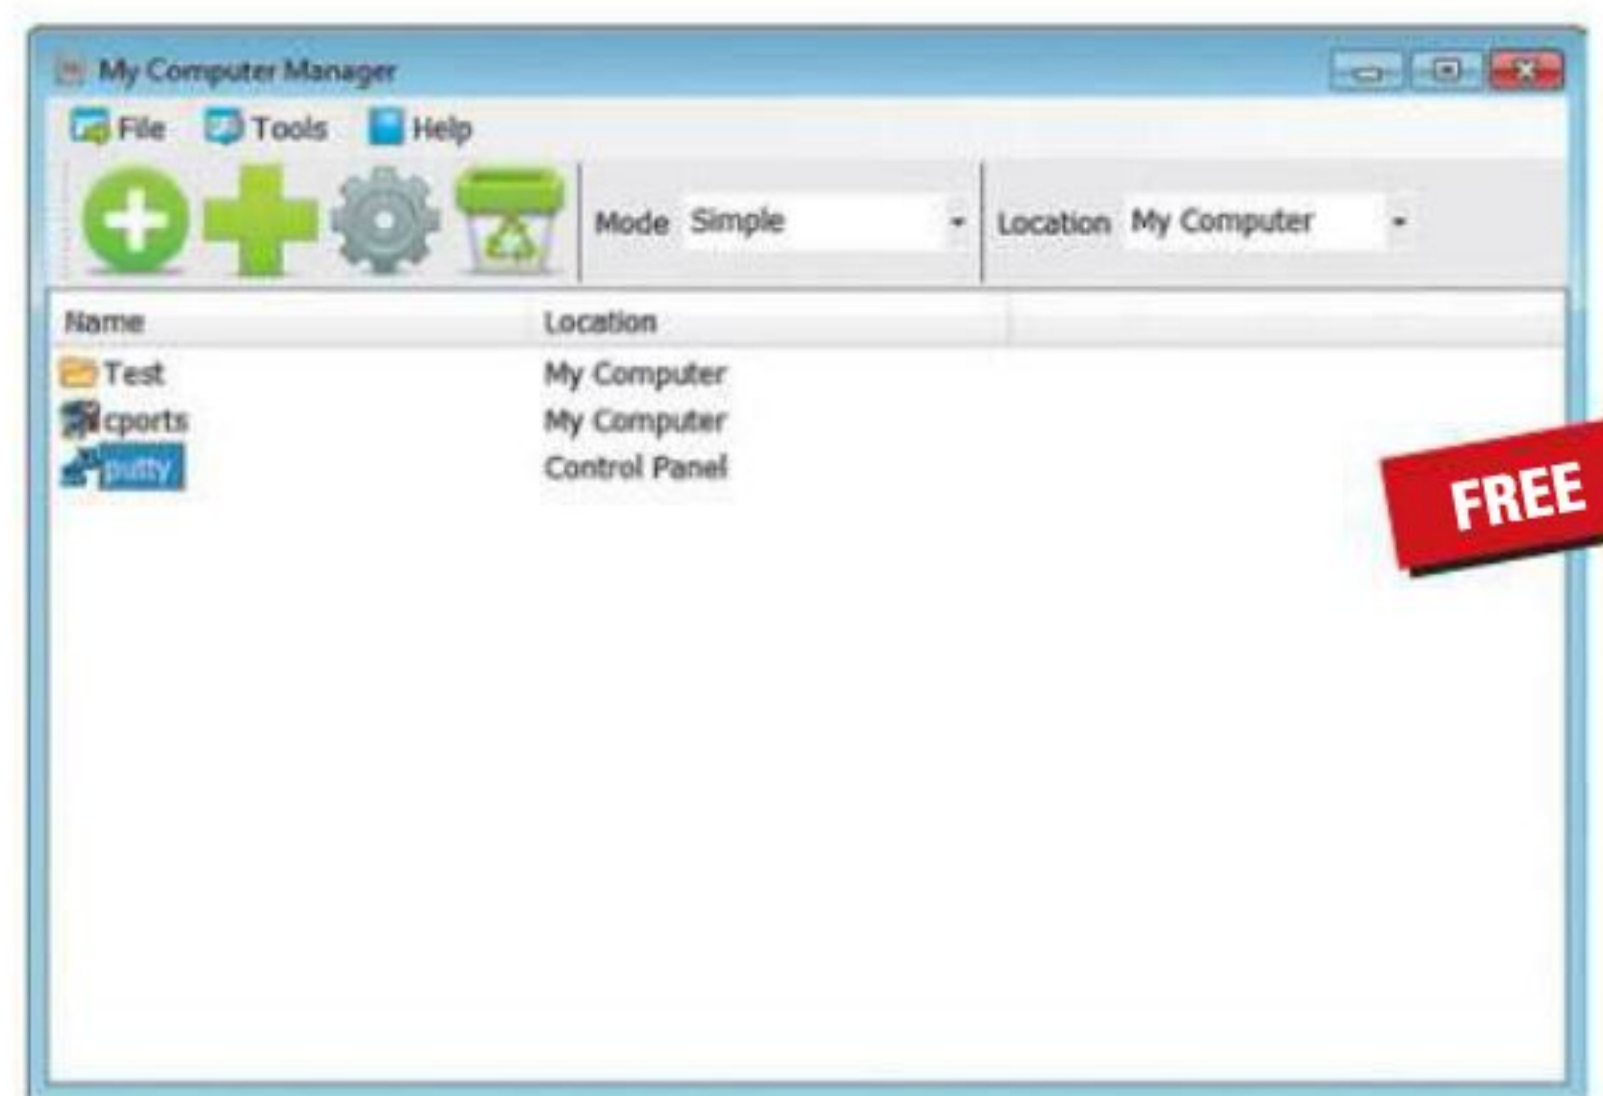 My Computer Manager
File Tools Help
Mode Simple Location My Computer
Name Location
Test My Computer
cports My Computer
putty Control Panel
FREE